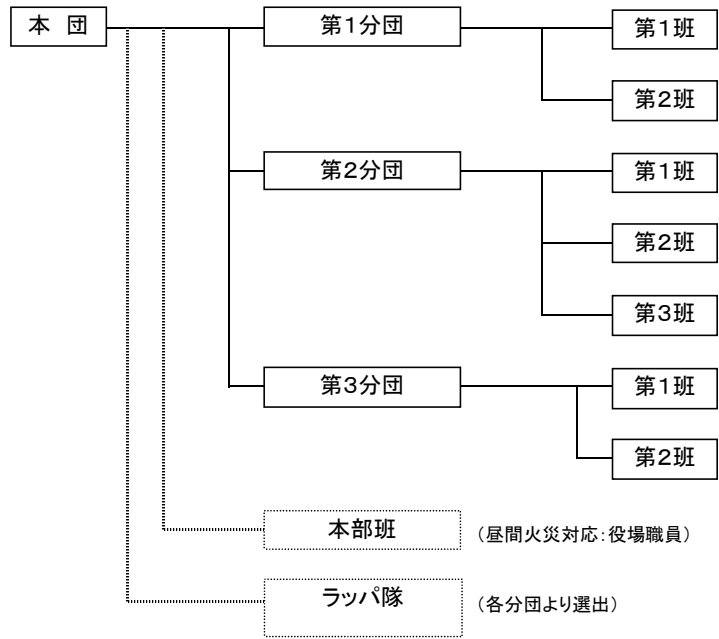 本 団
第1分団
第1班
第2班
第2分団
第1班
第2班
第3班
第3分団
第1班
第2班
本部班
(昼間火災対応:役場職員)
ラッパ隊
(各分団より選出)